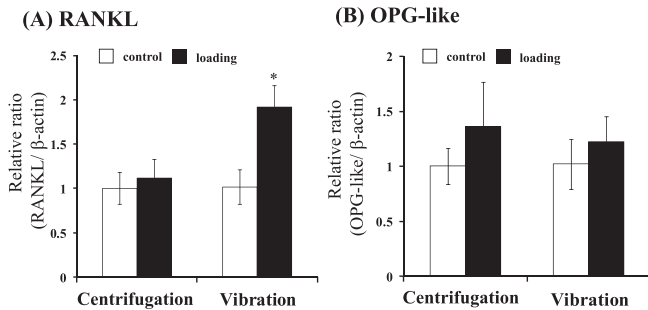 (A) RANKL
control loading
Relative ratio
(RANKL/ β-actin)
2.5
2
1.5
1
0.5
0
*
Centrifugation Vibration
(B) OPG-like
control loading
Relative ratio
(OPG-like/ β-actin)
2
1.5
1
0.5
0
Centrifugation Vibration